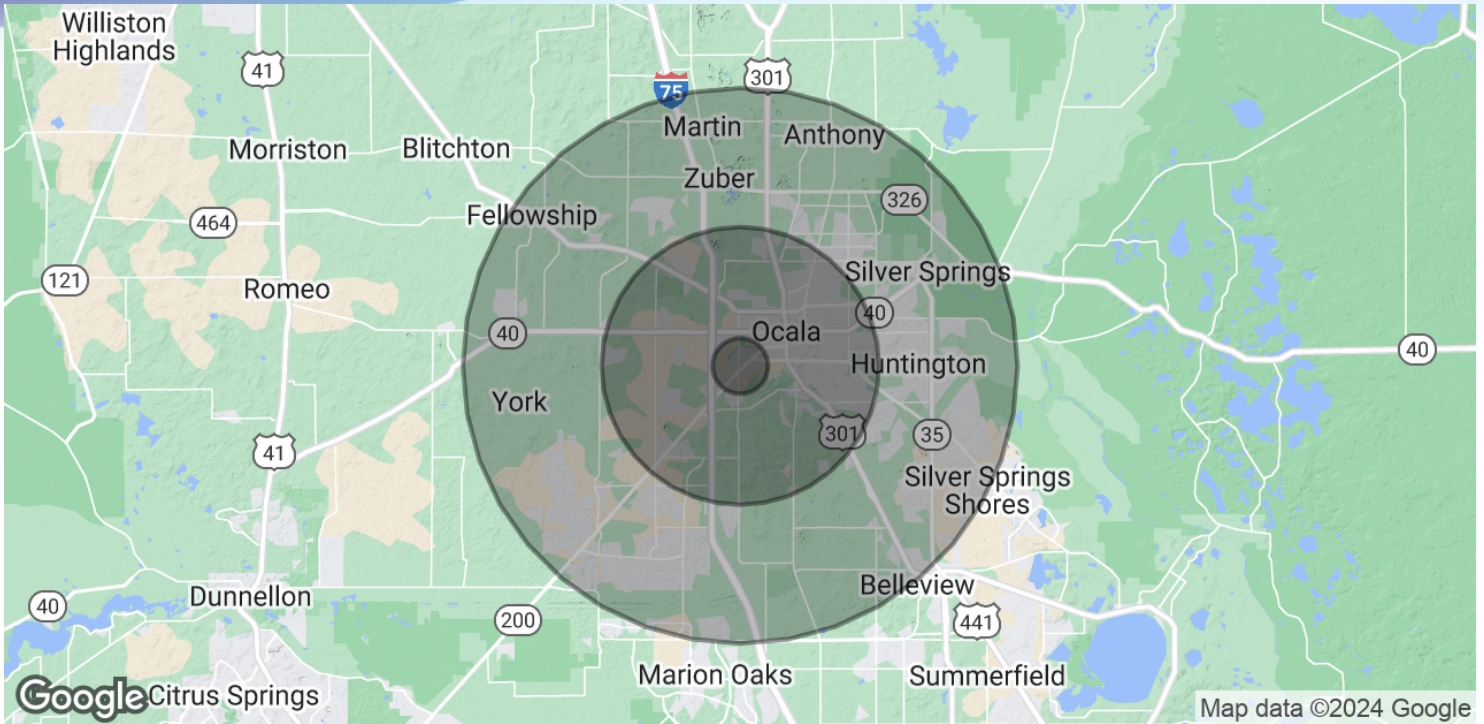 Williston
Highlands
41
75
301
Martin
Anthony
Morriston
Blitchton
Zuber
326
464
Fellowship
121
Silver Springs
Romeo
40
40
Ocala
40
Huntington
York
301
35
41
Silver Springs
Shores
Belleview
Dunnellon
40
200
441
Marion Oaks
Summerfield
Google
Citrus Springs
Map data ©2024 Google